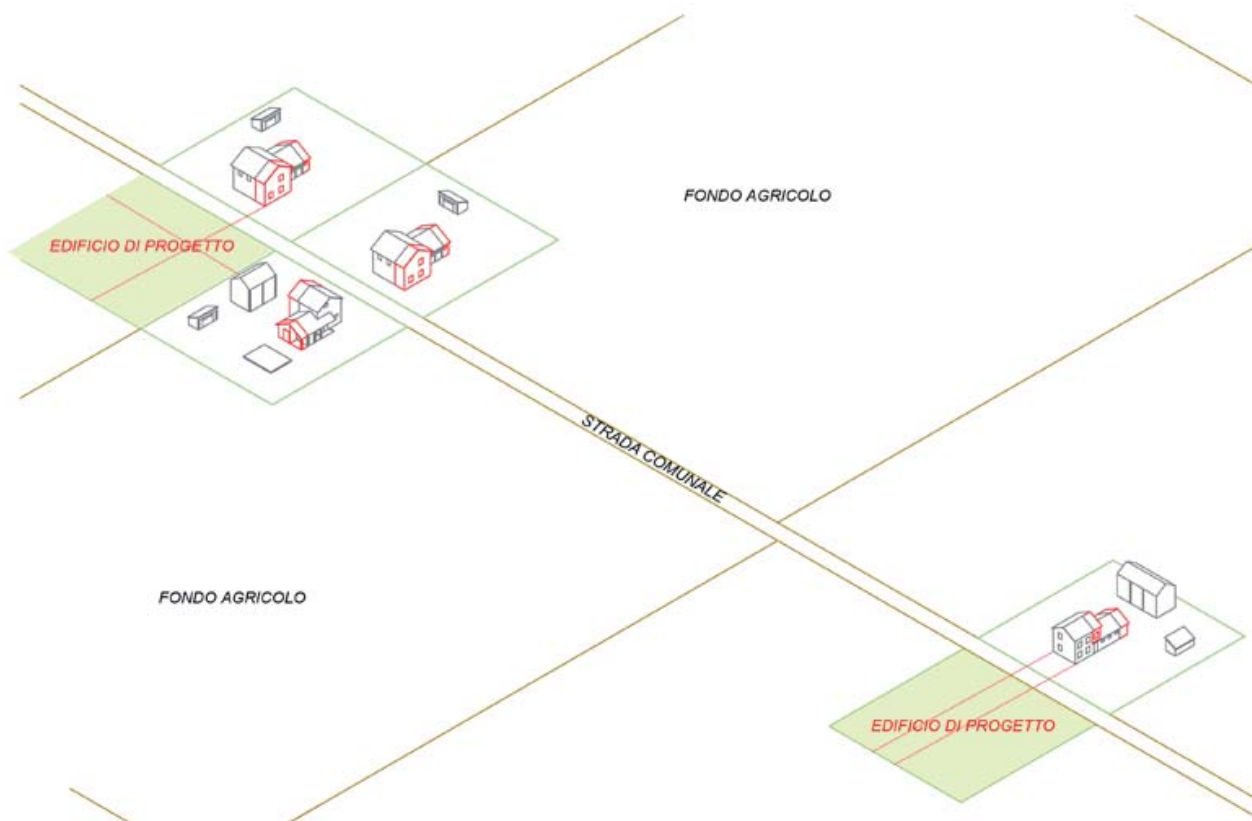 FONDO AGRICOLO
EDIFICIO DI PROGETTO
STRADA COMUNALE
FONDO AGRICOLO
EDIFICIO DI PROGETTO